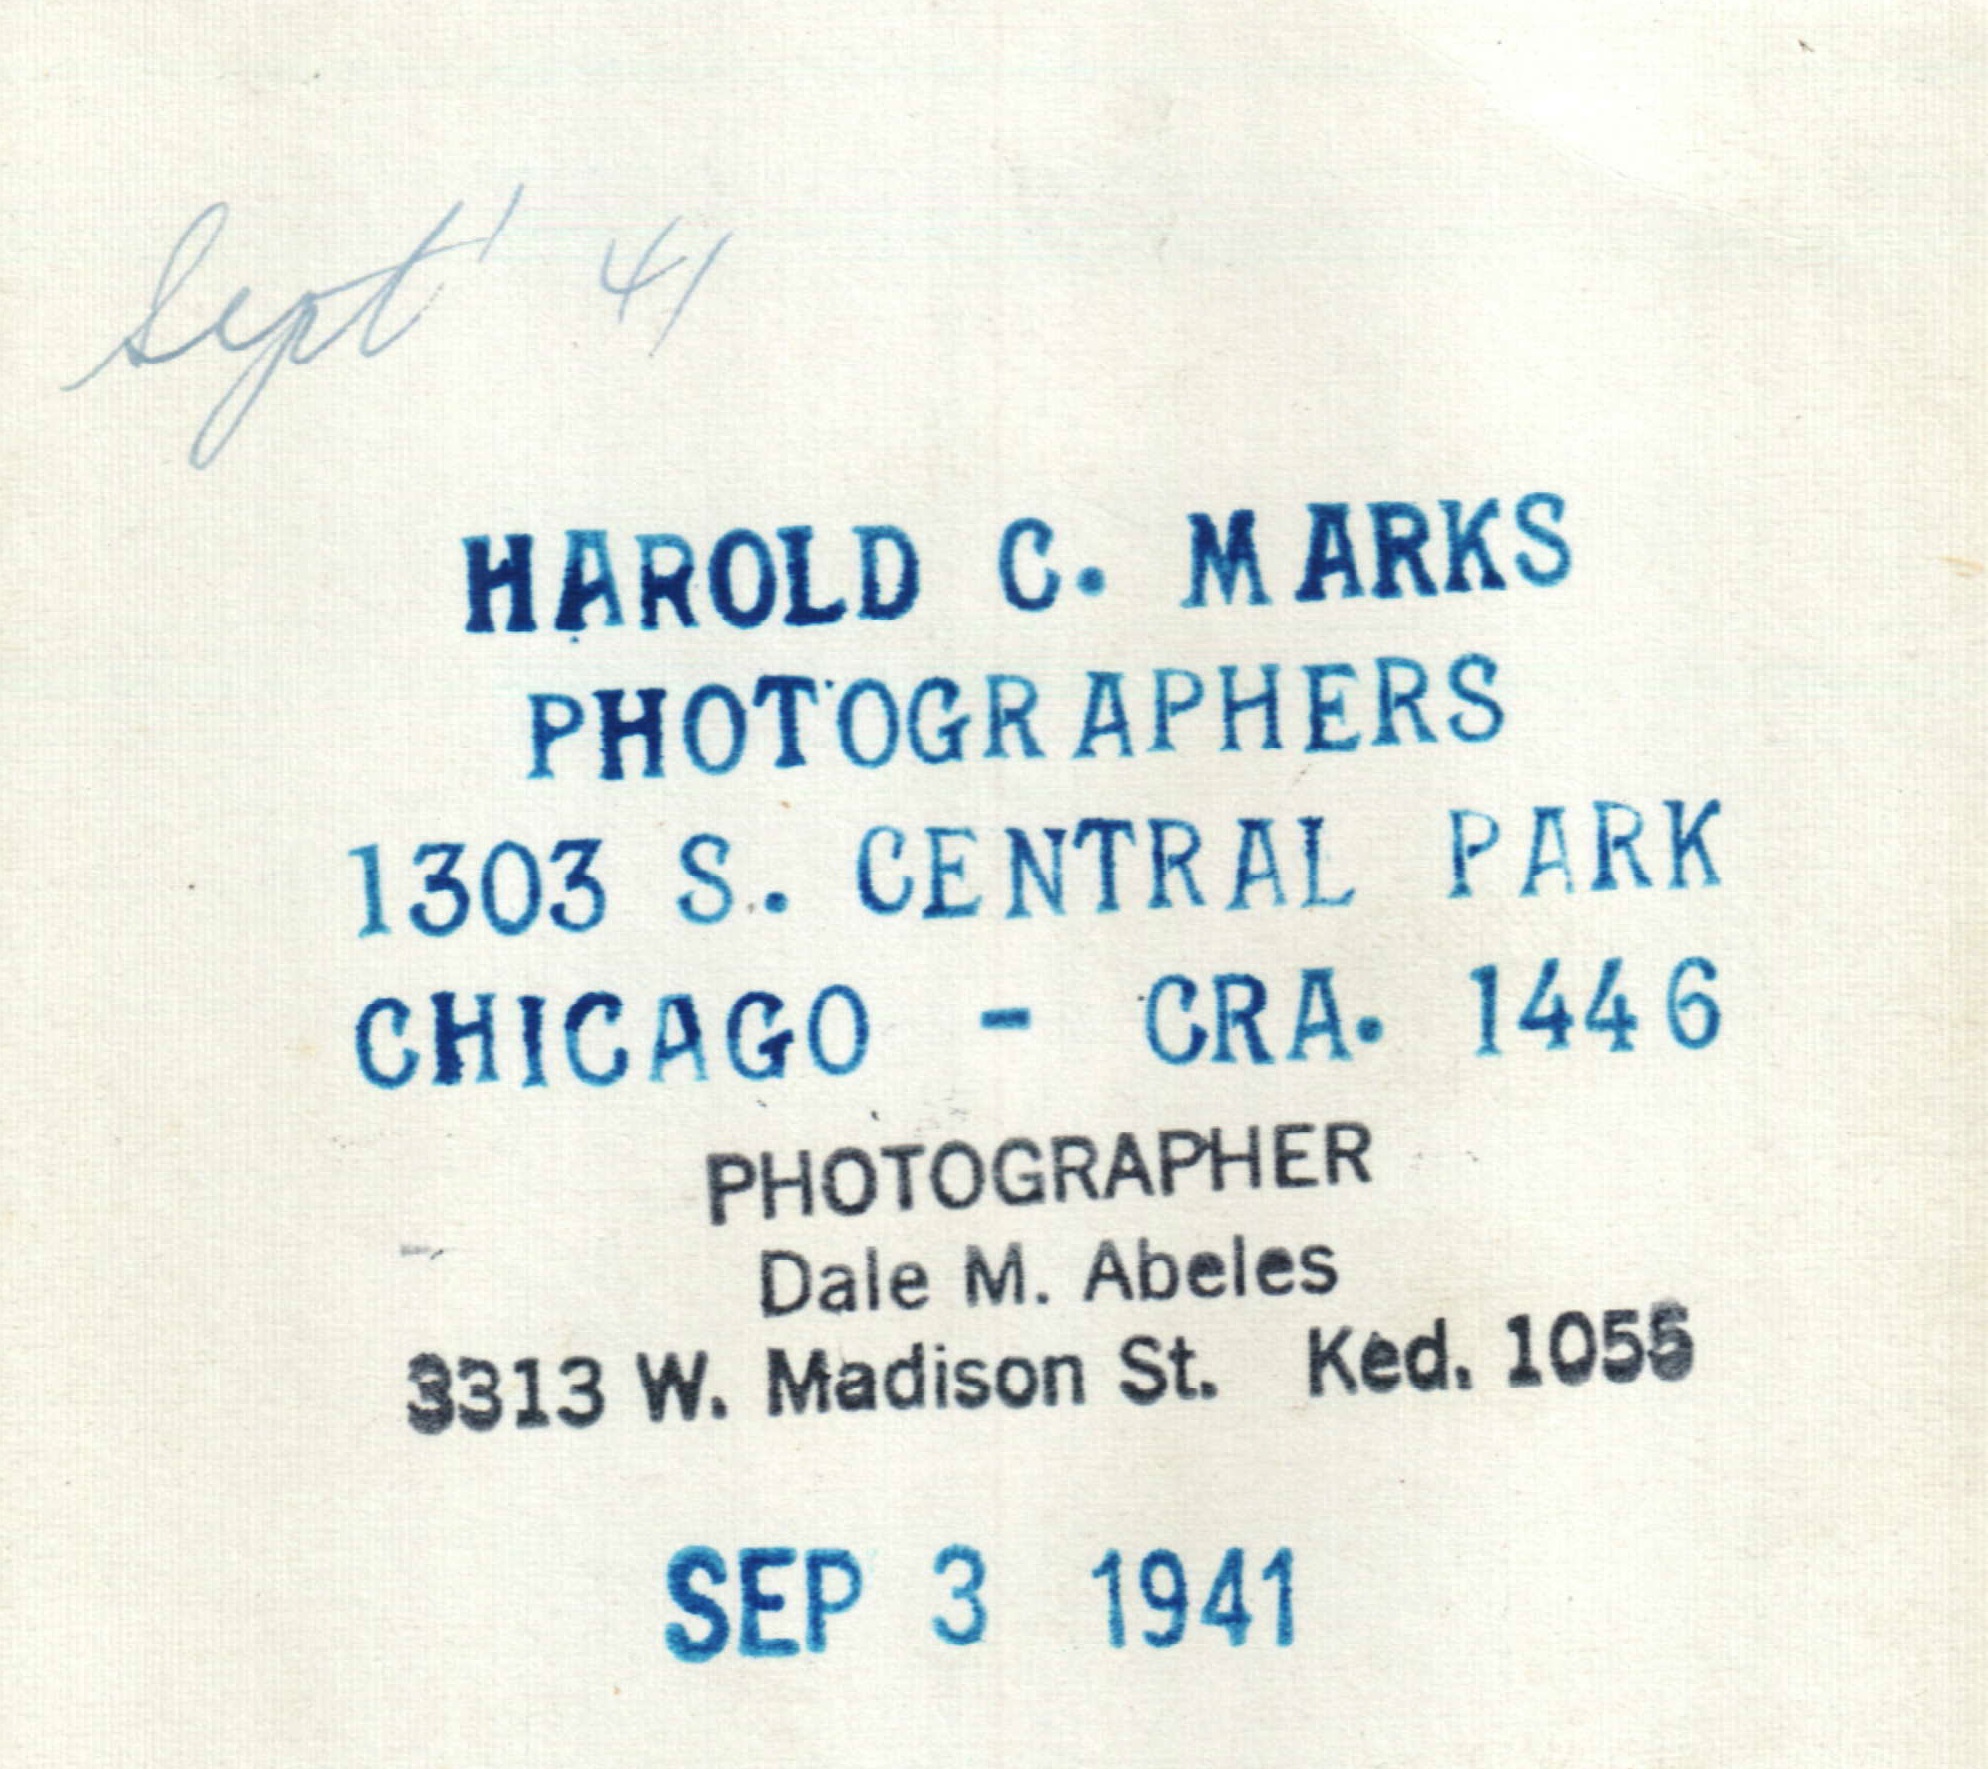 Sept '41
HAROLD C. MARKS
PHOTOGRAPHERS
1303 S. CENTRAL PARK
CHICAGO - CRA. 1446
PHOTOGRAPHER
Dale M. Abeles
3313 W. Madison St. Ked. 1055
SEP 3 1941